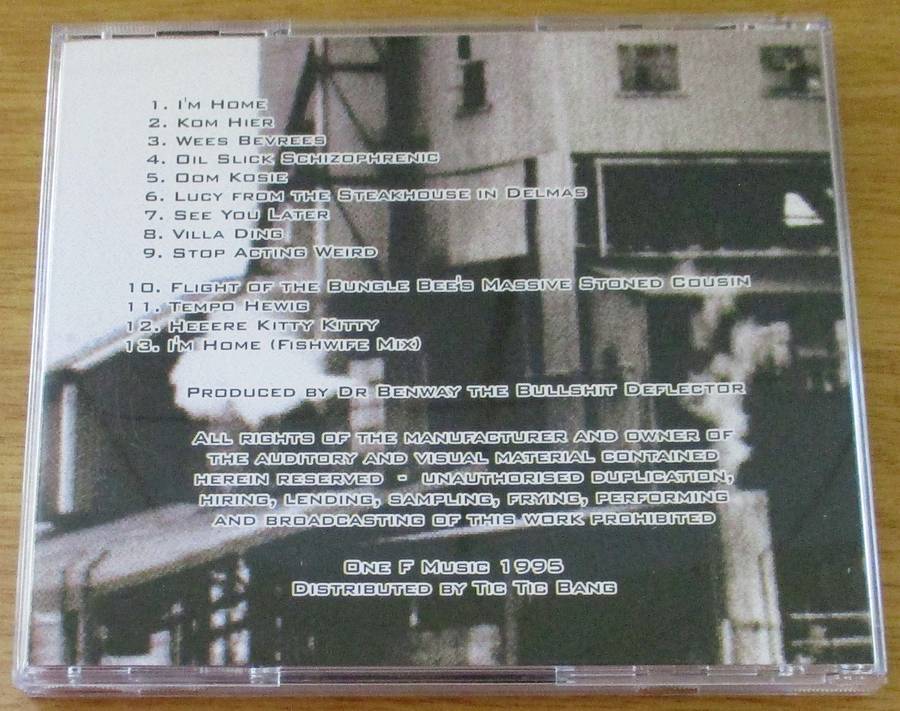 1. I'm Home
2. Kom Hier
3. Wees Bevrees
4. Oil Slick Schizophrenic
5. Oom Kosie
6. Lucy from the Steakhouse in Delmas
7. See You Later
8. Villa Ding
9. Stop Acting Weird
10. Flight of the Bungle Bee's Massive Stoned Cousin
11. Tempo Hewig
12. Heeere Kitty Kitty
13. I'm Home (Fishwife Mix)
Produced by Dr Benway the Bullshit Deflector
All rights of the manufacturer and owner of
the auditory and visual material contained
herein reserved - unauthorised duplication,
hiring, lending, sampling, frying, performing
and broadcasting of this work prohibited
One F Music 1995
Distributed by Tic Tic Bang